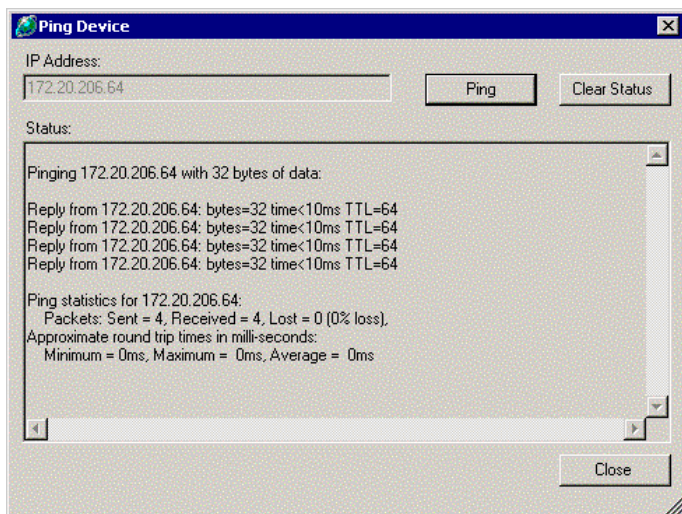 Ping Device
IP Address:
172.20.206.64
Ping
Clear Status
Status:
Pinging 172.20.206.64 with 32 bytes of data:
Reply from 172.20.206.64: bytes=32 time<10ms TTL=64
Reply from 172.20.206.64: bytes=32 time<10ms TTL=64
Reply from 172.20.206.64: bytes=32 time<10ms TTL=64
Reply from 172.20.206.64: bytes=32 time<10ms TTL=64
Ping statistics for 172.20.206.64:
Packets: Sent = 4, Received = 4, Lost = 0 (0% loss),
Approximate round trip times in milli-seconds:
Minimum = 0ms, Maximum =  0ms, Average =  0ms
Close